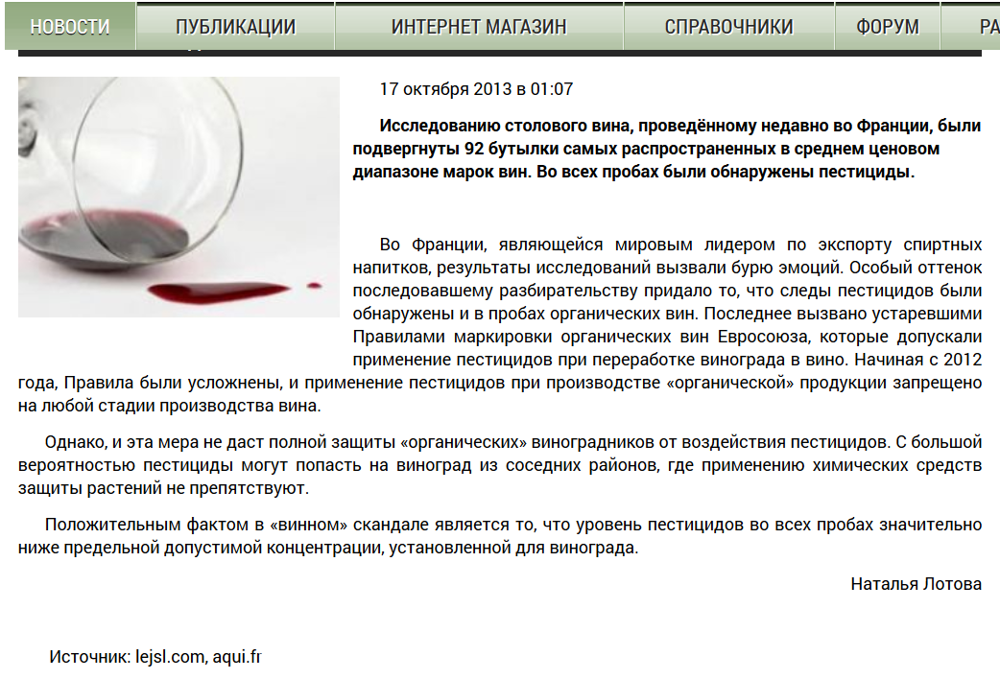 НОВОСТИ ПУБЛИКАЦИИ ИНТЕРНЕТ МАГАЗИН СПРАВОЧНИКИ ФОРУМ
17 октября 2013 в 01:07
Исследованию столового вина, проведённому недавно во Франции, были
подвергнуты 92 бутылки самых распространенных в среднем ценовом
диапазоне марок вин. Во всех пробах были обнаружены пестициды.
Во Франции, являющейся мировым лидером по экспорту спиртных
напитков, результаты исследований вызвали бурю эмоций. Особый оттенок
последовавшему разбирательству придало то, что следы пестицидов были
обнаружены и в пробах органических вин. Последнее вызвано устаревшими
Правилами маркировки органических вин Евросоюза, которые допускали
применение пестицидов при переработке винограда в вино. Начиная с 2012
года, Правила были усложнены, и применение пестицидов при производстве «органической» продукции запрещено
на любой стадии производства вина.
Однако, и эта мера не даст полной защиты «органических» виноградников от воздействия пестицидов. С большой
вероятностью пестициды могут попасть на виноград из соседних районов, где применению химических средств
защиты растений не препятствуют.
Положительным фактом в «винном» скандале является то, что уровень пестицидов во всех пробах значительно
ниже предельной допустимой концентрации, установленной для винограда.
Наталья Лотова
Источник: lejsl.com, aqui.fr